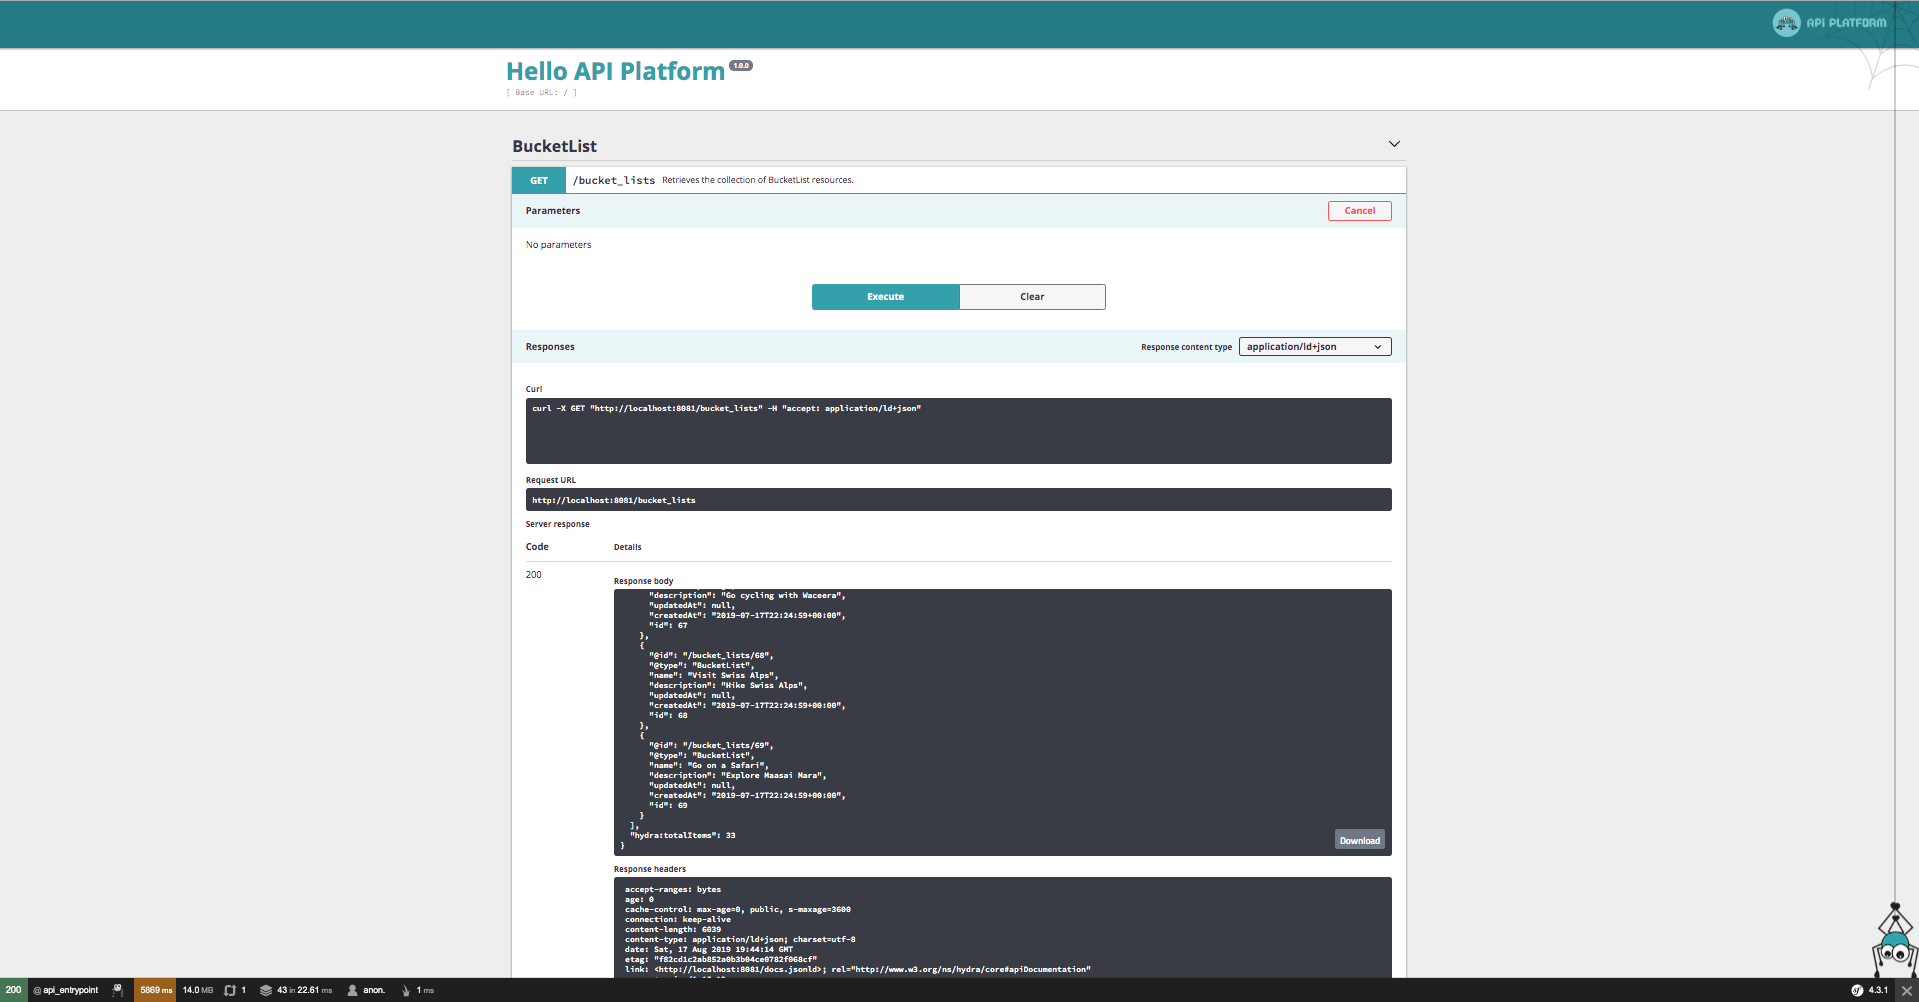 API PLATFORM
Hello API Platform 1.0.0
[ Base URL: / ]
BucketList
GET /bucket_lists Retrieves the collection of BucketList resources.
Parameters Cancel
No parameters
Execute Clear
Responses Response content type application/ld+json
Curl
curl -X GET "http://localhost:8081/bucket_lists" -H "accept: application/ld+json"
Request URL
http://localhost:8081/bucket_lists
Server response
Code Details
200
Response body
"description": "Go cycling with Waceera",
"updatedAt": null,
"createdAt": "2019-07-17T22:24:59+00:00",
"id": 67
},
{
"@id": "/bucket_lists/68",
"@type": "BucketList",
"name": "Visit Swiss Alps",
"description": "Hike Swiss Alps",
"updatedAt": null,
"createdAt": "2019-07-17T22:24:59+00:00",
"id": 68
},
{
"@id": "/bucket_lists/69",
"@type": "BucketList",
"name": "Go on a Safari",
"description": "Explore Maasai Mara",
"updatedAt": null,
"createdAt": "2019-07-17T22:24:59+00:00",
"id": 69
}
],
"hydra:totalItems": 33
}
Download
Response headers
accept-ranges: bytes
age: 0
cache-control: max-age=0, public, s-maxage=3600
connection: keep-alive
content-length: 6039
content-type: application/ld+json; charset=utf-8
date: Sat, 17 Aug 2019 19:44:14 GMT
etag: "f82cd1c2ab852a0b3b04ce0782f068cf"
link: <http://localhost:8081/docs.jsonld>; rel="http://www.w3.org/ns/hydra/core#apiDocumentation"
200 @ api_entrypoint 5869 ms 14.0 MB 1 43 in 22.61 ms anon. 1 ms sf 4.3.1